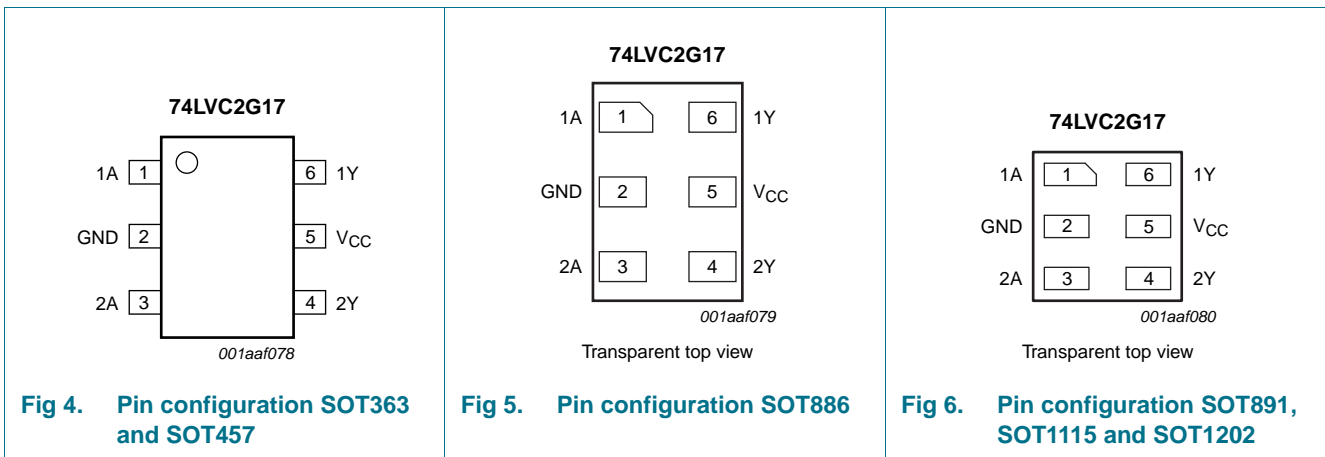 74LVC2G17
1A 1 6 1Y
GND 2 5 VCC
2A 3 4 2Y
001aaf078
Fig 4. Pin configuration SOT363
and SOT457
74LVC2G17
1A 1 6 1Y
GND 2 5 VCC
2A 3 4 2Y
001aaf079
Transparent top view
Fig 5. Pin configuration SOT886
74LVC2G17
1A 1 6 1Y
GND 2 5 VCC
2A 3 4 2Y
001aaf080
Transparent top view
Fig 6. Pin configuration SOT891,
SOT1115 and SOT1202